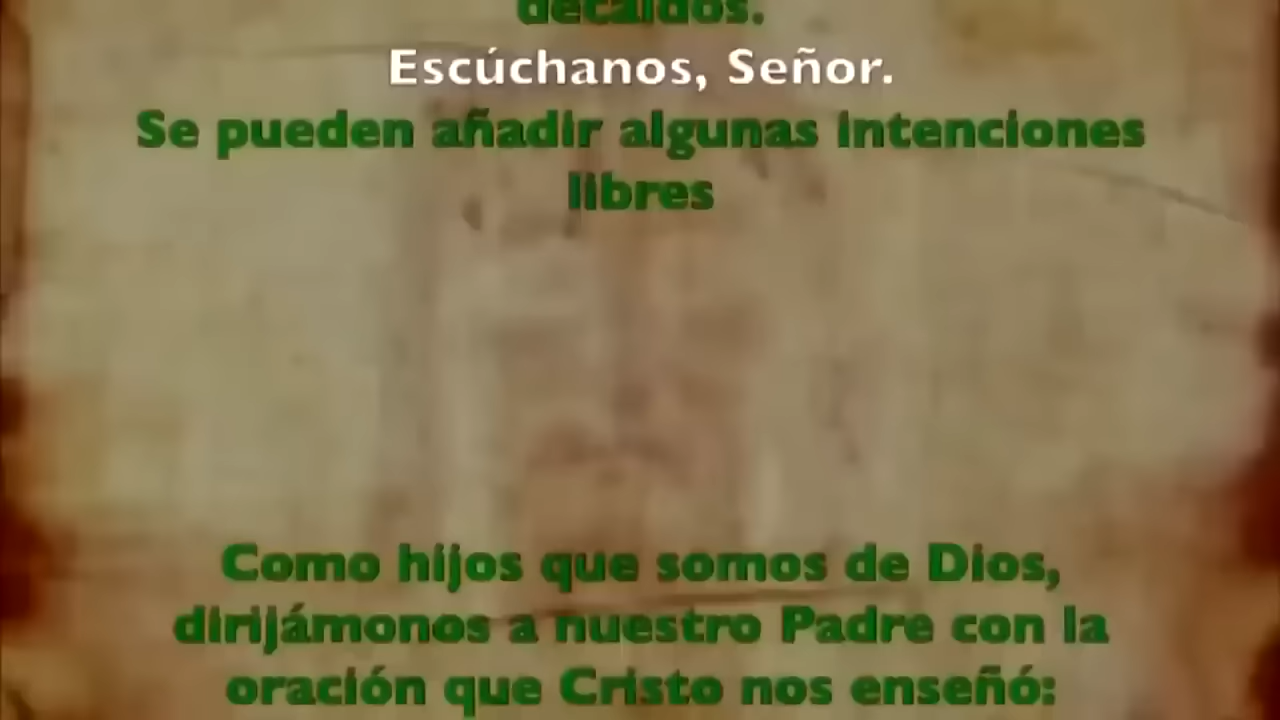 decaídos.
Escúchanos, Señor.
Se pueden añadir algunas intenciones
libres
Como hijos que somos de Dios,
dirijámonos a nuestro Padre con la
oración que Cristo nos enseñó: